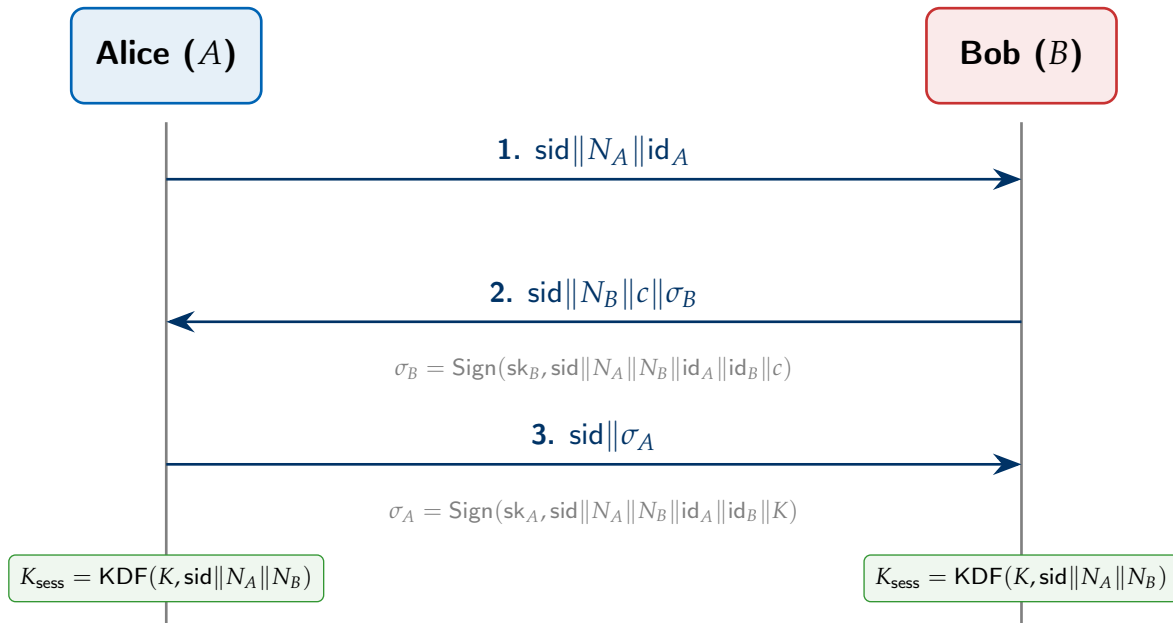 Alice (A)
Bob (B)
1. sid‖N_A‖id_A
2. sid‖N_B‖c‖σ_B
σ_B = Sign(sk_B, sid‖N_A‖N_B‖id_A‖id_B‖c)
3. sid‖σ_A
σ_A = Sign(sk_A, sid‖N_A‖N_B‖id_A‖id_B‖K)
K_sess = KDF(K, sid‖N_A‖N_B)
K_sess = KDF(K, sid‖N_A‖N_B)